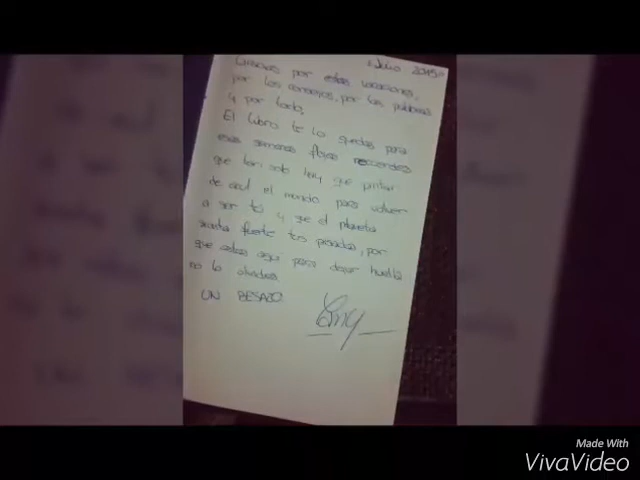 Julio 2015
Gracias por estas vacaciones,
por los consejos, por las palabras
y por todo,
El libro te lo quedas para
esas semanas flojas recuerdes
que tan solo hay que pintar
de azul el mundo para volver
a ser tú y que el planeta
sienta fuerte tus pisadas, por
que estas aqui para dejar huella
no lo olvides
UN BESAZO
Made With
VivaVideo